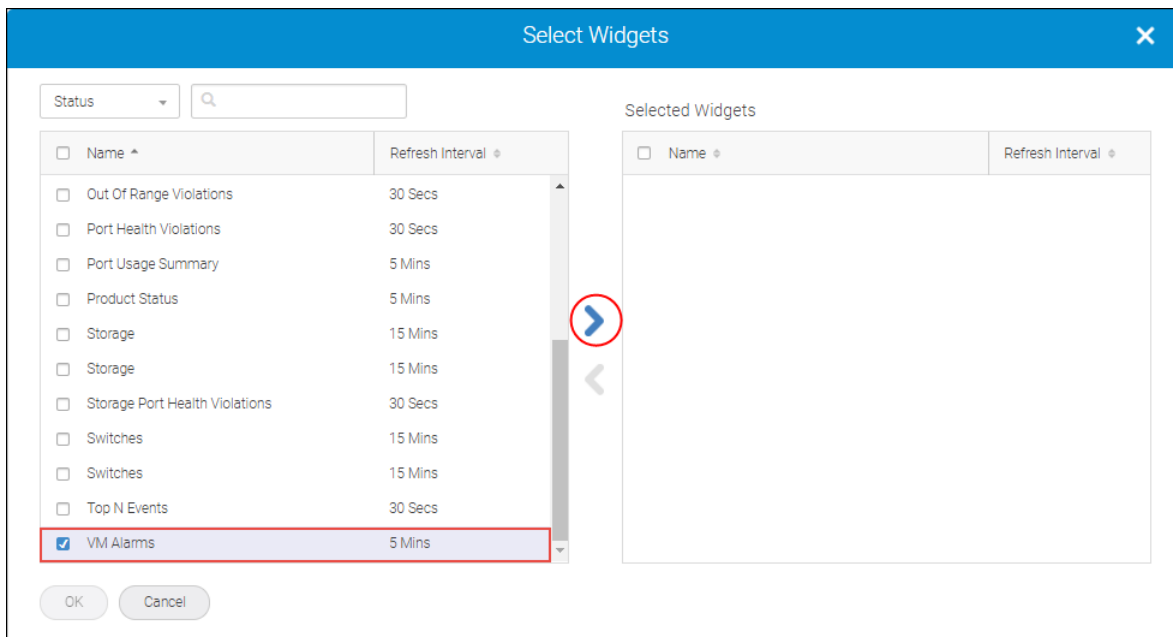 Select Widgets
Status
Selected Widgets
Name Refresh Interval
Name Refresh Interval
Out Of Range Violations 30 Secs
Port Health Violations 30 Secs
Port Usage Summary 5 Mins
Product Status 5 Mins
Storage 15 Mins
Storage 15 Mins
Storage Port Health Violations 30 Secs
Switches 15 Mins
Switches 15 Mins
Top N Events 30 Secs
VM Alarms 5 Mins
OK Cancel